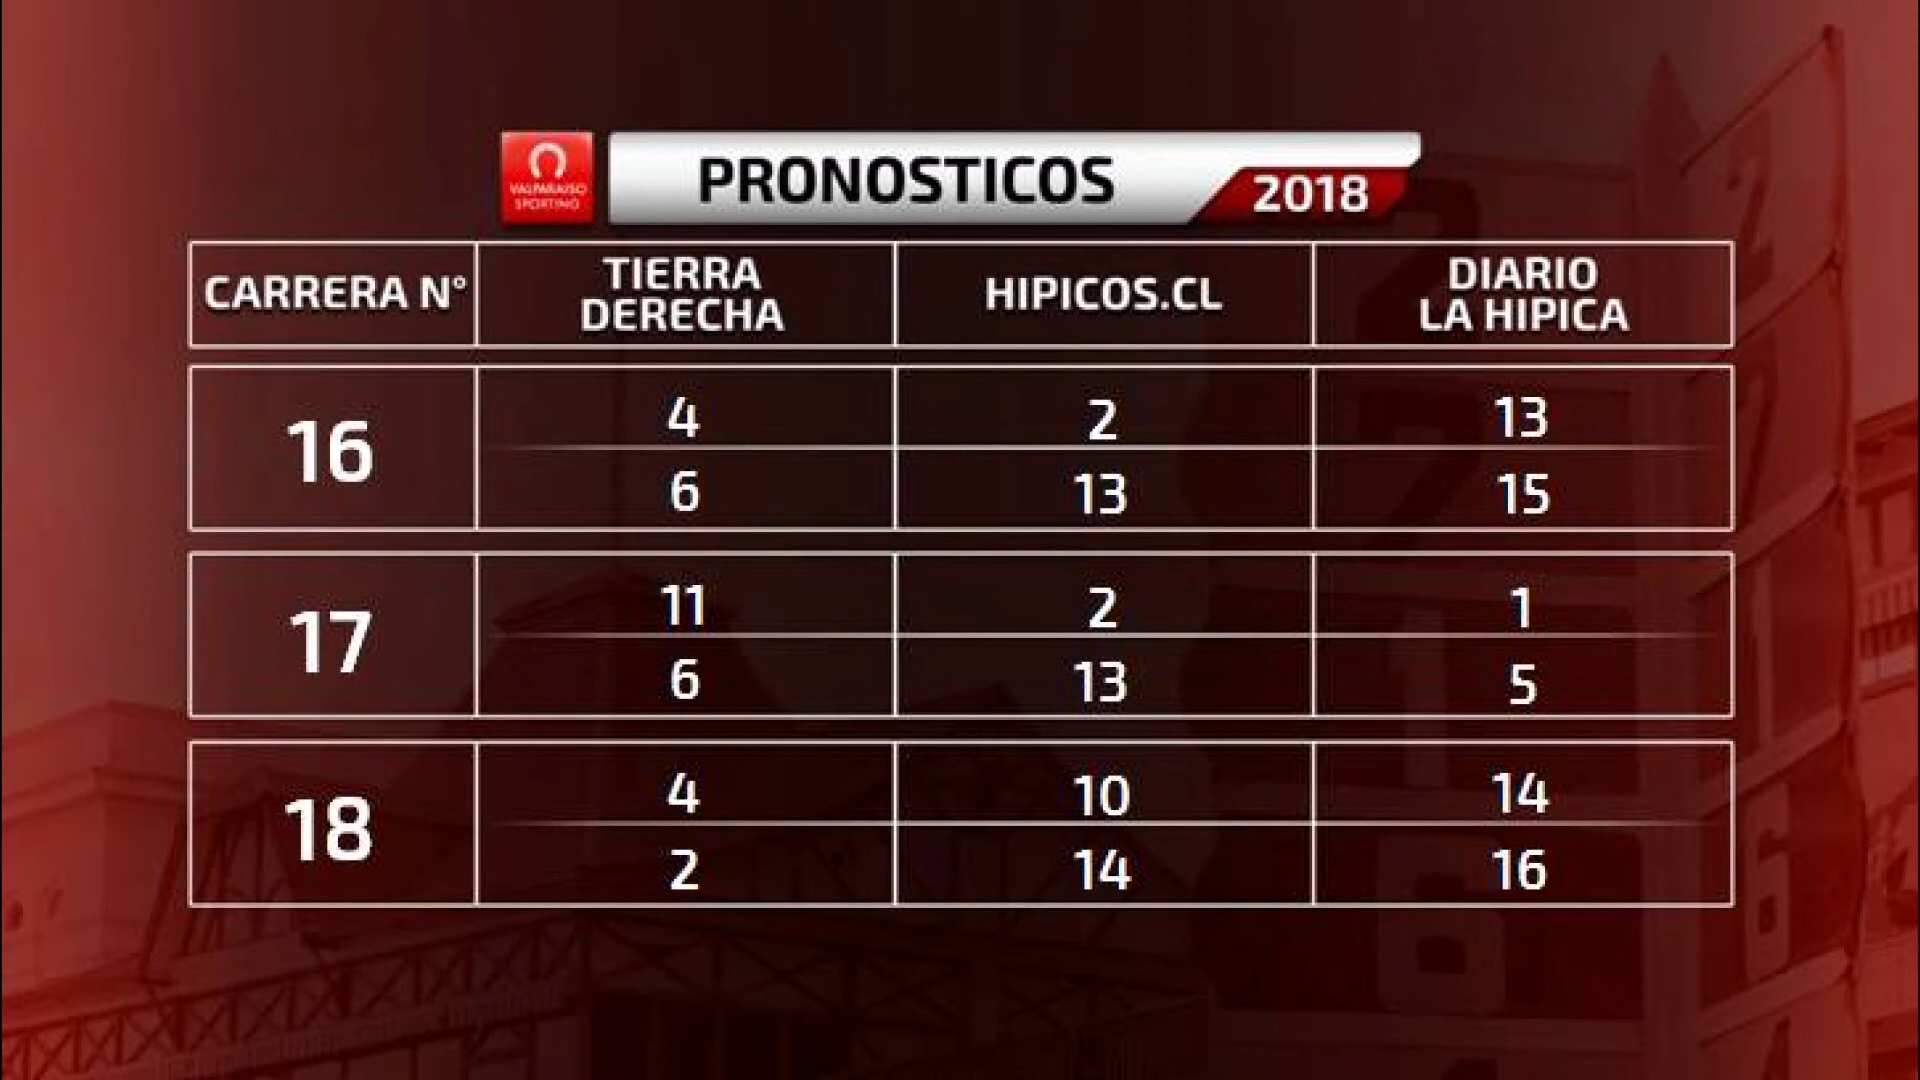 VALPARAISO
SPORTING
PRONOSTICOS
2018
CARRERA N°
TIERRA
DERECHA
HIPICOS.CL
DIARIO
LA HIPICA
16
4
2
13
6
13
15
17
11
2
1
6
13
5
18
4
10
14
2
14
16